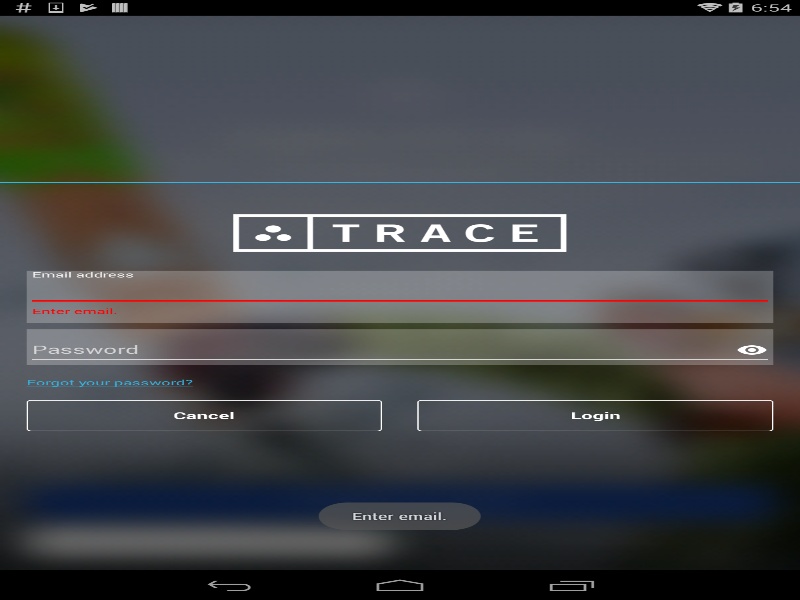 6:54
TRACE
Email address
Enter email.
Password
Forgot your password?
Cancel
Login
Enter email.